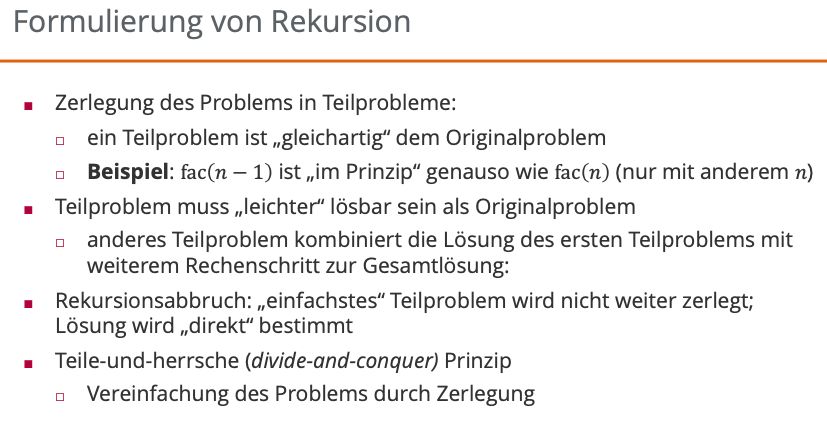 Formulierung von Rekursion
Zerlegung des Problems in Teilprobleme:
ein Teilproblem ist „gleichartig“ dem Originalproblem
Beispiel: fac(n − 1) ist „im Prinzip“ genauso wie fac(n) (nur mit anderem n)
Teilproblem muss „leichter“ lösbar sein als Originalproblem
anderes Teilproblem kombiniert die Lösung des ersten Teilproblems mit
weiterem Rechenschritt zur Gesamtlösung:
Rekursionsabbruch: „einfachstes“ Teilproblem wird nicht weiter zerlegt;
Lösung wird „direkt“ bestimmt
Teile-und-herrsche (divide-and-conquer) Prinzip
Vereinfachung des Problems durch Zerlegung